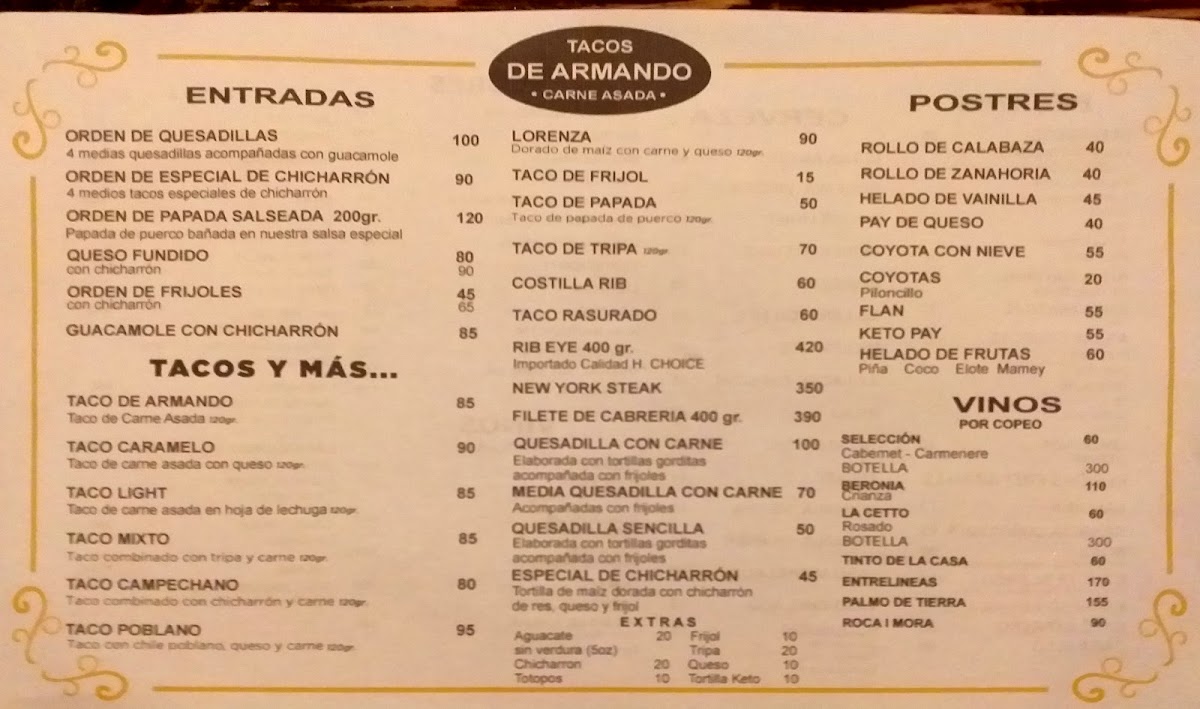 TACOS
DE ARMANDO
• CARNE ASADA •
ENTRADAS
ORDEN DE QUESADILLAS 100
4 medias quesadillas acompañadas con guacamole
ORDEN DE ESPECIAL DE CHICHARRÓN 90
4 medios tacos especiales de chicharrón
ORDEN DE PAPADA SALSEADA 200gr. 120
Papada de puerco bañada en nuestra salsa especial
QUESO FUNDIDO 80
con chicharrón 90
ORDEN DE FRIJOLES 45
con chicharrón 65
GUACAMOLE CON CHICHARRÓN 85
TACOS Y MÁS...
TACO DE ARMANDO 85
Taco de Carne Asada 120gr.
TACO CARAMELO 90
Taco de carne asada con queso 120gr.
TACO LIGHT 85
Taco de carne asada en hoja de lechuga 120gr.
TACO MIXTO 85
Taco combinado con tripa y carne 120gr.
TACO CAMPECHANO 80
Taco combinado con chicharrón y carne 120gr.
TACO POBLANO 95
Taco con chile poblano, queso y carne 120gr.
LORENZA 90
Dorado de maíz con carne y queso 120gr.
TACO DE FRIJOL 15
TACO DE PAPADA 50
Taco de papada de puerco 120gr.
TACO DE TRIPA 120gr. 70
COSTILLA RIB 60
TACO RASURADO 60
RIB EYE 400 gr. 420
Importado Calidad H. CHOICE
NEW YORK STEAK 350
FILETE DE CABRERIA 400 gr. 390
QUESADILLA CON CARNE 100
Elaborada con tortillas gorditas
acompañada con frijoles
MEDIA QUESADILLA CON CARNE 70
Acompañadas con frijoles
QUESADILLA SENCILLA 50
Elaborada con tortillas gorditas
acompañada con frijoles
ESPECIAL DE CHICHARRÓN 45
Tortilla de maíz dorada con chicharrón
de res, queso y frijol
EXTRAS
Aguacate 20 Frijol 10
sin verdura (5oz) Tripa 20
Chicharron 20 Queso 10
Totopos 10 Tortilla Keto 10
POSTRES
ROLLO DE CALABAZA 40
ROLLO DE ZANAHORIA 40
HELADO DE VAINILLA 45
PAY DE QUESO 40
COYOTA CON NIEVE 55
COYOTAS 20
Piloncillo
FLAN 55
KETO PAY 55
HELADO DE FRUTAS 60
Piña Coco Elote Mamey
VINOS
POR COPEO
SELECCIÓN 60
Cabernet - Carmenere
BOTELLA 300
BERONIA 110
Crianza
LA CETTO 60
Rosado
BOTELLA 300
TINTO DE LA CASA 60
ENTRELINEAS 170
PALMO DE TIERRA 155
ROCA I MORA 90